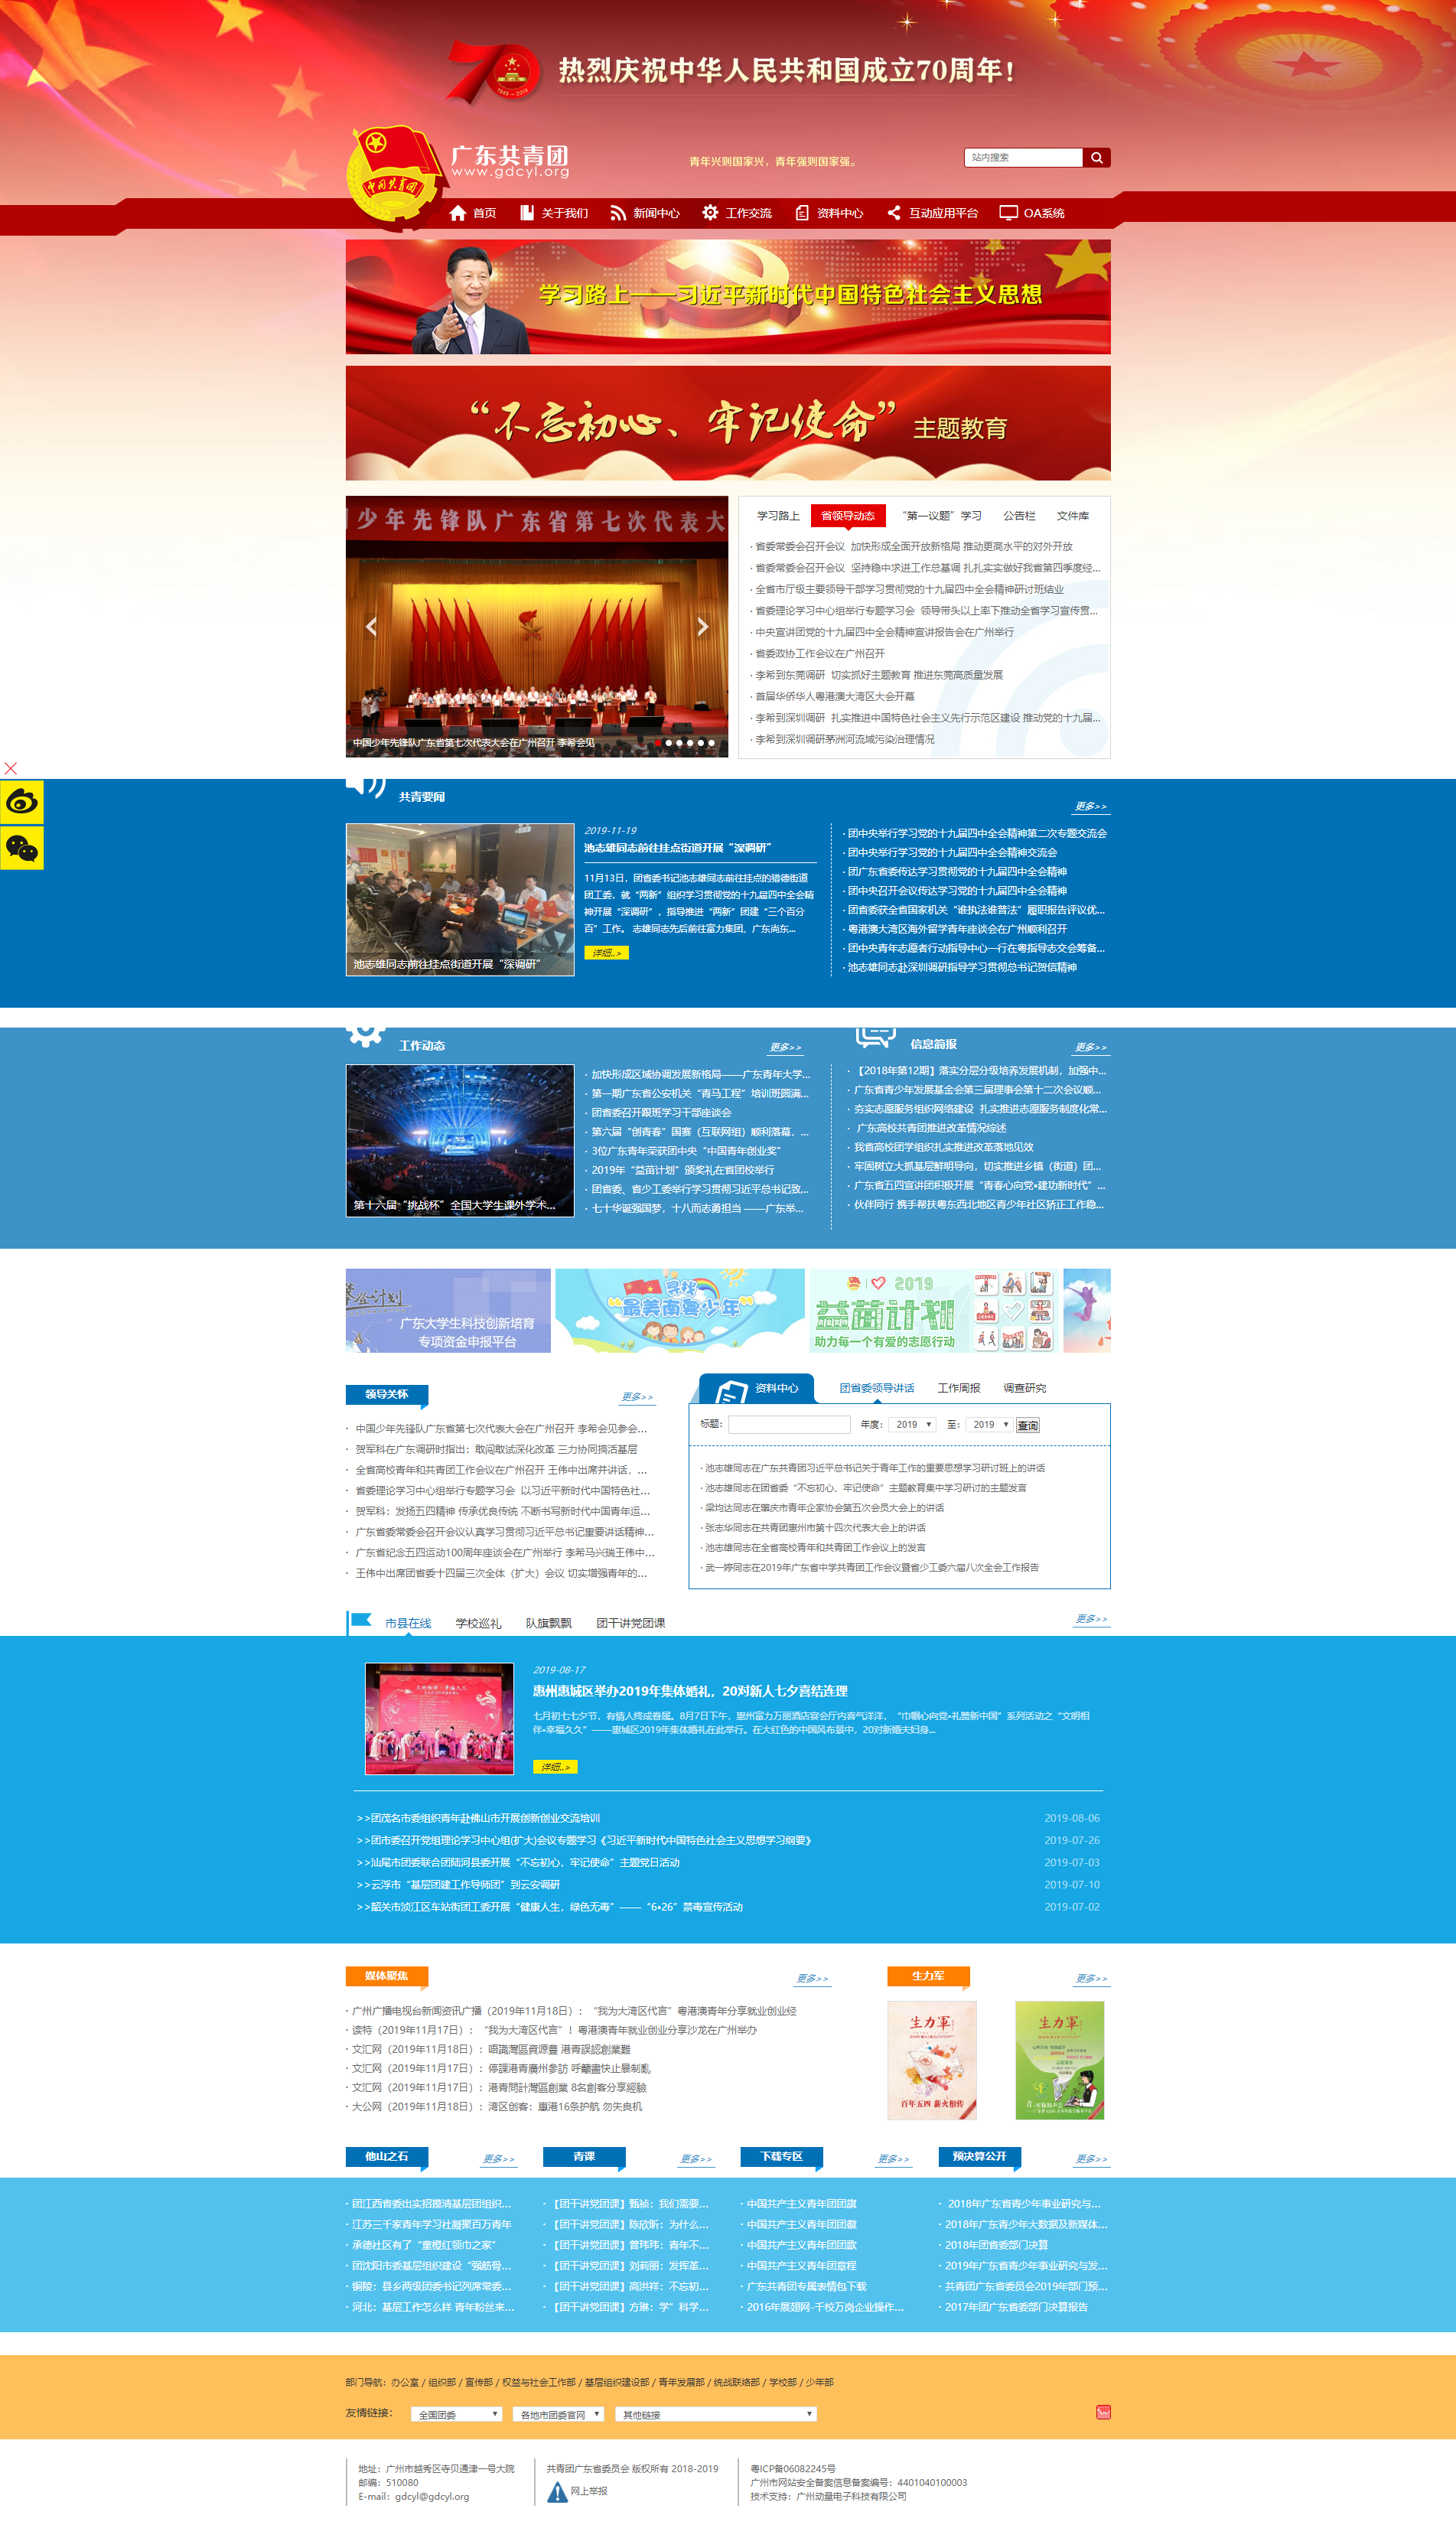 热烈庆祝中华人民共和国成立70周年!
1949 - 2019
中国共青团
广东共青团
www.gdcyl.org
青年兴则国家兴，青年强则国家强。
站内搜索
首页 关于我们 新闻中心 工作交流 资料中心 互动应用平台 OA系统
学习路上——习近平新时代中国特色社会主义思想
“不忘初心、牢记使命” 主题教育
少年先锋队广东省第七次代表大
中国少年先锋队广东省第七次代表大会在广州召开 李希会见
学习路上 省领导动态 “第一议题”学习 公告栏 文件库
· 省委常委会召开会议 加快形成全面开放新格局 推动更高水平的对外开放
· 省委常委会召开会议 坚持稳中求进工作总基调 扎扎实实做好我省第四季度经...
· 全省市厅级主要领导干部学习贯彻党的十九届四中全会精神研讨班结业
· 省委理论学习中心组举行专题学习会 领导带头以上率下推动全省学习宣传贯...
· 中央宣讲团党的十九届四中全会精神宣讲报告会在广州举行
· 省委政协工作会议在广州召开
· 李希到东莞调研 切实抓好主题教育 推进东莞高质量发展
· 首届华侨华人粤港澳大湾区大会开幕
· 李希到深圳调研 扎实推进中国特色社会主义先行示范区建设 推动党的十九届...
· 李希到深圳调研茅洲河流域污染治理情况
共青要闻
更多>>
池志雄同志前往挂点街道开展“深调研”
2019-11-19
池志雄同志前往挂点街道开展“深调研”
11月13日，团省委书记池志雄同志前往挂点的猎德街道
团工委，就“两新”组织学习贯彻党的十九届四中全会精
神开展“深调研”，指导推进“两新”团建“三个百分
百”工作。 志雄同志先后前往富力集团、广东尚东...
详细..>
· 团中央举行学习党的十九届四中全会精神第二次专题交流会
· 团中央举行学习党的十九届四中全会精神交流会
· 团广东省委传达学习贯彻党的十九届四中全会精神
· 团中央召开会议传达学习党的十九届四中全会精神
· 团省委获全省国家机关“谁执法谁普法”履职报告评议优...
· 粤港澳大湾区海外留学青年座谈会在广州顺利召开
· 团中央青年志愿者行动指导中心一行在粤指导志交会筹备...
· 池志雄同志赴深圳调研指导学习贯彻总书记贺信精神
工作动态
更多>>
第十六届“挑战杯”全国大学生课外学术...
· 加快形成区域协调发展新格局——广东青年大学...
· 第一期广东省公安机关“青马工程”培训班圆满...
· 团省委召开跟班学习干部座谈会
· 第六届“创青春”国赛（互联网组）顺利落幕，...
· 3位广东青年荣获团中央“中国青年创业奖”
· 2019年“益苗计划”颁奖礼在省团校举行
· 团省委、省少工委举行学习贯彻习近平总书记致...
· 七十华诞强国梦，十八而志勇担当 ——广东举...
信息简报
更多>>
· 【2018年第12期】落实分层分级培养发展机制，加强中...
· 广东省青少年发展基金会第三届理事会第十二次会议顺...
· 夯实志愿服务组织网络建设 扎实推进志愿服务制度化常...
· 广东高校共青团推进改革情况综述
· 我省高校团学组织扎实推进改革落地见效
· 牢固树立大抓基层鲜明导向，切实推进乡镇（街道）团...
· 广东省五四宣讲团积极开展“青春心向党•建功新时代”...
· 伙伴同行 携手帮扶粤东西北地区青少年社区矫正工作稳...
攀登计划
广东大学生科技创新培育
专项资金申报平台
寻找
“最美南粤少年”
2019
益苗计划
助力每一个有爱的志愿行动
领导关怀
更多>>
· 中国少年先锋队广东省第七次代表大会在广州召开 李希会见参会...
· 贺军科在广东调研时指出：敢闯敢试深化改革 三力协同搞活基层
· 全省高校青年和共青团工作会议在广州召开 王伟中出席并讲话，...
· 省委理论学习中心组举行专题学习会 以习近平新时代中国特色社...
· 贺军科：发扬五四精神 传承优良传统 不断书写新时代中国青年运...
· 广东省委常委会召开会议认真学习贯彻习近平总书记重要讲话精神...
· 广东省纪念五四运动100周年座谈会在广州举行 李希马兴瑞王伟中...
· 王伟中出席团省委十四届三次全体（扩大）会议 切实增强青年的...
资料中心 团省委领导讲话 工作周报 调查研究
标题： 年度： 2019 至： 2019 查询
· 池志雄同志在广东共青团习近平总书记关于青年工作的重要思想学习研讨班上的讲话
· 池志雄同志在团省委“不忘初心、牢记使命”主题教育集中学习研讨的主题发言
· 梁均达同志在肇庆市青年企业家协会第五次会员大会上的讲话
· 张志华同志在共青团惠州市第十四次代表大会上的讲话
· 池志雄同志在全省高校青年和共青团工作会议上的发言
· 武一婷同志在2019年广东省中学共青团工作会议暨省少工委六届八次全会工作报告
市县在线 学校巡礼 队旗飘飘 团干讲党团课
更多>>
2019-08-17
惠州惠城区举办2019年集体婚礼，20对新人七夕喜结连理
七月初七七夕节，有情人终成眷属。8月7日下午，惠州富力万丽酒店宴会厅内喜气洋洋，“巾帼心向党•礼赞新中国”系列活动之“文明相
伴•幸福久久”——惠城区2019年集体婚礼在此举行。在大红色的中国风布景中，20对新婚夫妇身...
详细..>
>>团茂名市委组织青年赴佛山市开展创新创业交流培训 2019-08-06
>>团市委召开党组理论学习中心组(扩大)会议专题学习《习近平新时代中国特色社会主义思想学习纲要》 2019-07-26
>>汕尾市团委联合团陆河县委开展“不忘初心，牢记使命”主题党日活动 2019-07-03
>>云浮市“基层团建工作导师团”到云安调研 2019-07-10
>>韶关市浈江区车站街团工委开展“健康人生，绿色无毒”——“6•26”禁毒宣传活动 2019-07-02
媒体聚焦
更多>>
· 广州广播电视台新闻资讯广播（2019年11月18日）：“我为大湾区代言”粤港澳青年分享就业创业经
· 读特（2019年11月17日）：“我为大湾区代言”！粤港澳青年就业创业分享沙龙在广州举办
· 文汇网（2019年11月18日）：唔識灣區資源豐 港青誤認創業難
· 文汇网（2019年11月17日）：停課港青廣州參訪 呼籲盡快止暴制亂
· 文汇网（2019年11月17日）：港青問計灣區創業 8名創客分享經驗
· 大公网（2019年11月18日）：湾区创客：重港16条护航 勿失良机
生力军
更多>>
生力軍
百年五四 薪火相传
生力軍
他山之石 更多>>
· 团江西省委出实招摸清基层团组织...
· 江苏三千家青年学习社凝聚百万青年
· 承德社区有了“童橙红领巾之家”
· 团沈阳市委基层组织建设“强筋骨...
· 铜陵：县乡两级团委书记列席常委...
· 河北：基层工作怎么样 青年粉丝来...
青课 更多>>
· 【团干讲党团课】甄祯：我们需要...
· 【团干讲党团课】陈欣昕：为什么...
· 【团干讲党团课】曾玮玮：青年不...
· 【团干讲党团课】刘莉丽：发挥革...
· 【团干讲党团课】高洪祥：不忘初...
· 【团干讲党团课】方琳：学”科学...
下载专区 更多>>
· 中国共产主义青年团团旗
· 中国共产主义青年团团徽
· 中国共产主义青年团团歌
· 中国共产主义青年团章程
· 广东共青团专属表情包下载
· 2016年展翅网-千校万岗企业操作...
预决算公开 更多>>
· 2018年广东省青少年事业研究与...
· 2018年广东青少年大数据及新媒体...
· 2018年团省委部门决算
· 2019年广东省青少年事业研究与发...
· 共青团广东省委员会2019年部门预...
· 2017年团广东省委部门决算报告
部门导航：办公室 / 组织部 / 宣传部 / 权益与社会工作部 / 基层组织建设部 / 青年发展部 / 统战联络部 / 学校部 / 少年部
友情链接： 全国团委 各地市团委官网 其他链接
地址：广州市越秀区寺贝通津一号大院
邮编：510080
E-mail：gdcyl@gdcyl.org
共青团广东省委员会 版权所有 2018-2019
网上举报
粤ICP备06082245号
广州市网站安全备案信息备案编号：4401040100003
技术支持：广州动量电子科技有限公司